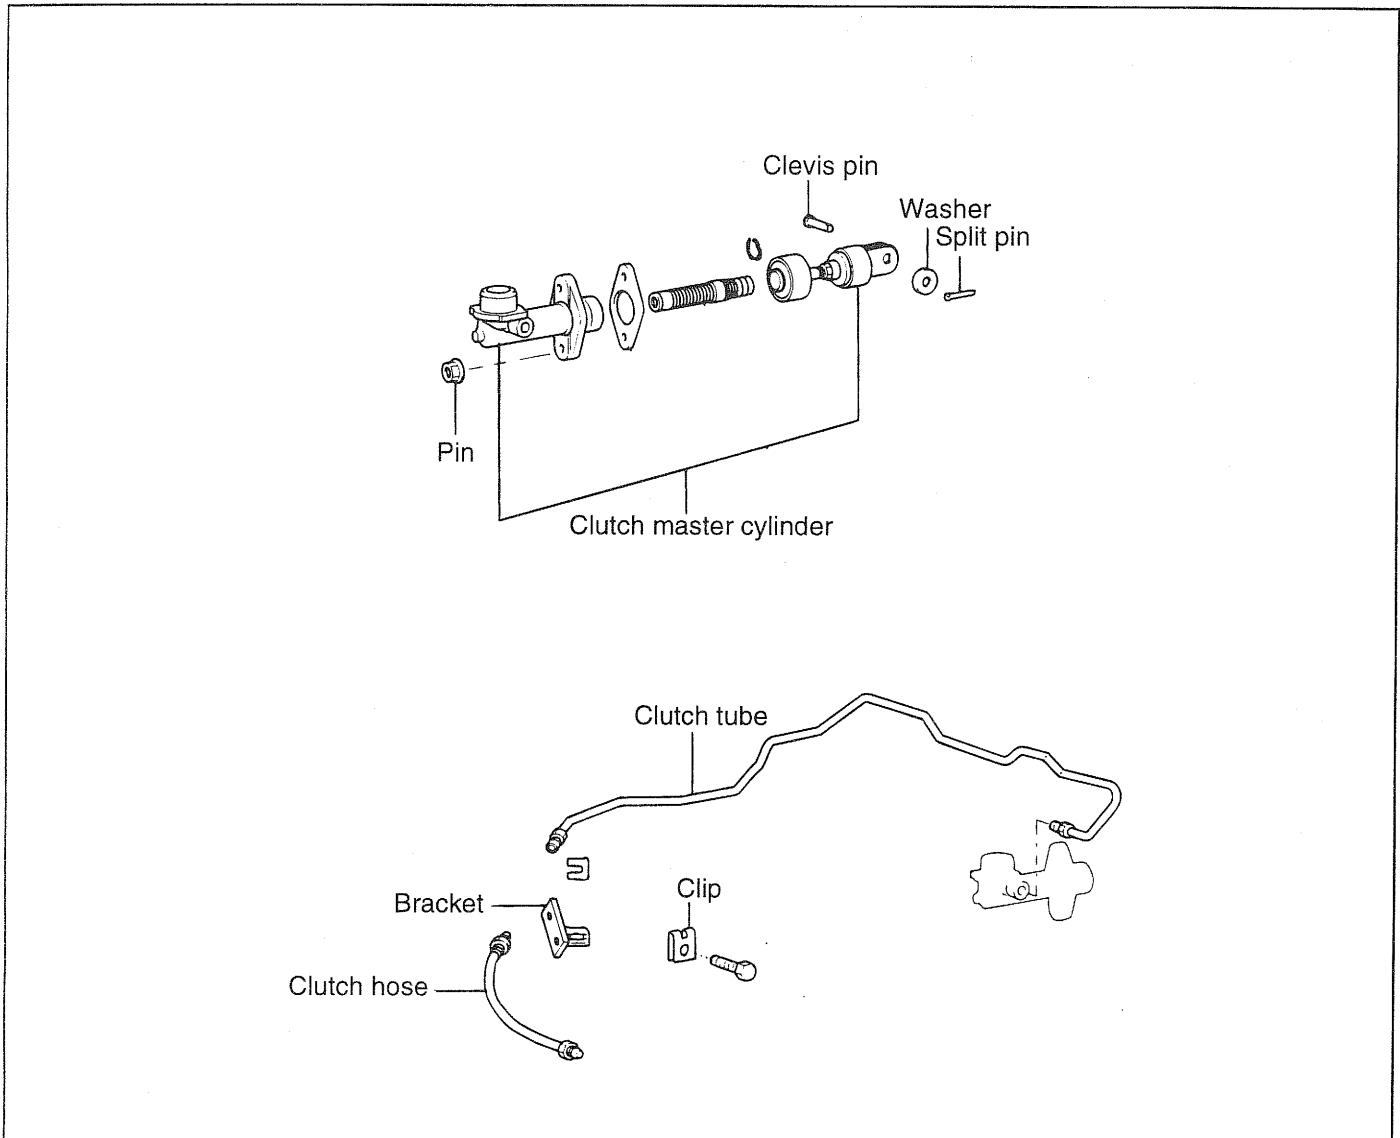 Clevis pin
Washer
Split pin
Pin
Clutch master cylinder
Clutch tube
Bracket
Clip
Clutch hose